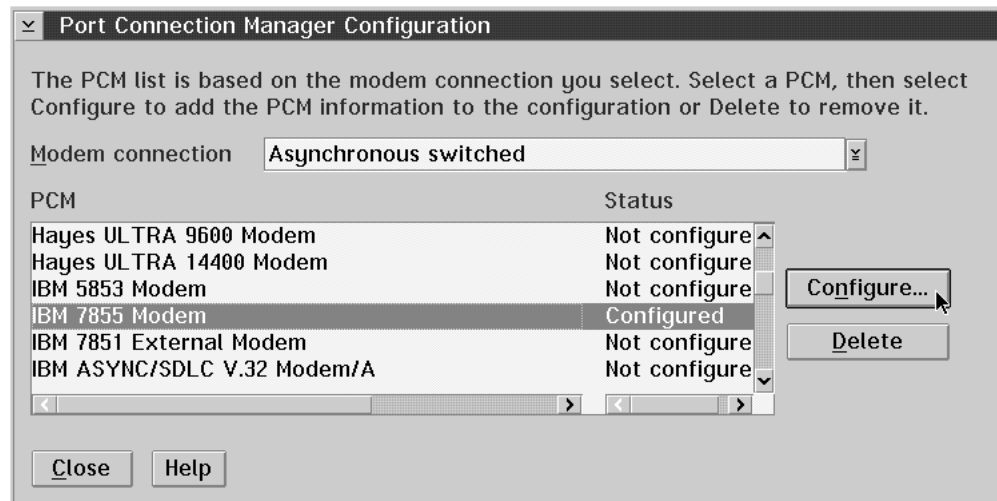 Port Connection Manager Configuration
The PCM list is based on the modem connection you select. Select a PCM, then select
Configure to add the PCM information to the configuration or Delete to remove it.
Modem connection Asynchronous switched
PCM Status
Hayes ULTRA 9600 Modem Not configure
Hayes ULTRA 14400 Modem Not configure
IBM 5853 Modem Not configure
IBM 7855 Modem Configured
IBM 7851 External Modem Not configure
IBM ASYNC/SDLC V.32 Modem/A Not configure
Configure...
Delete
Close Help